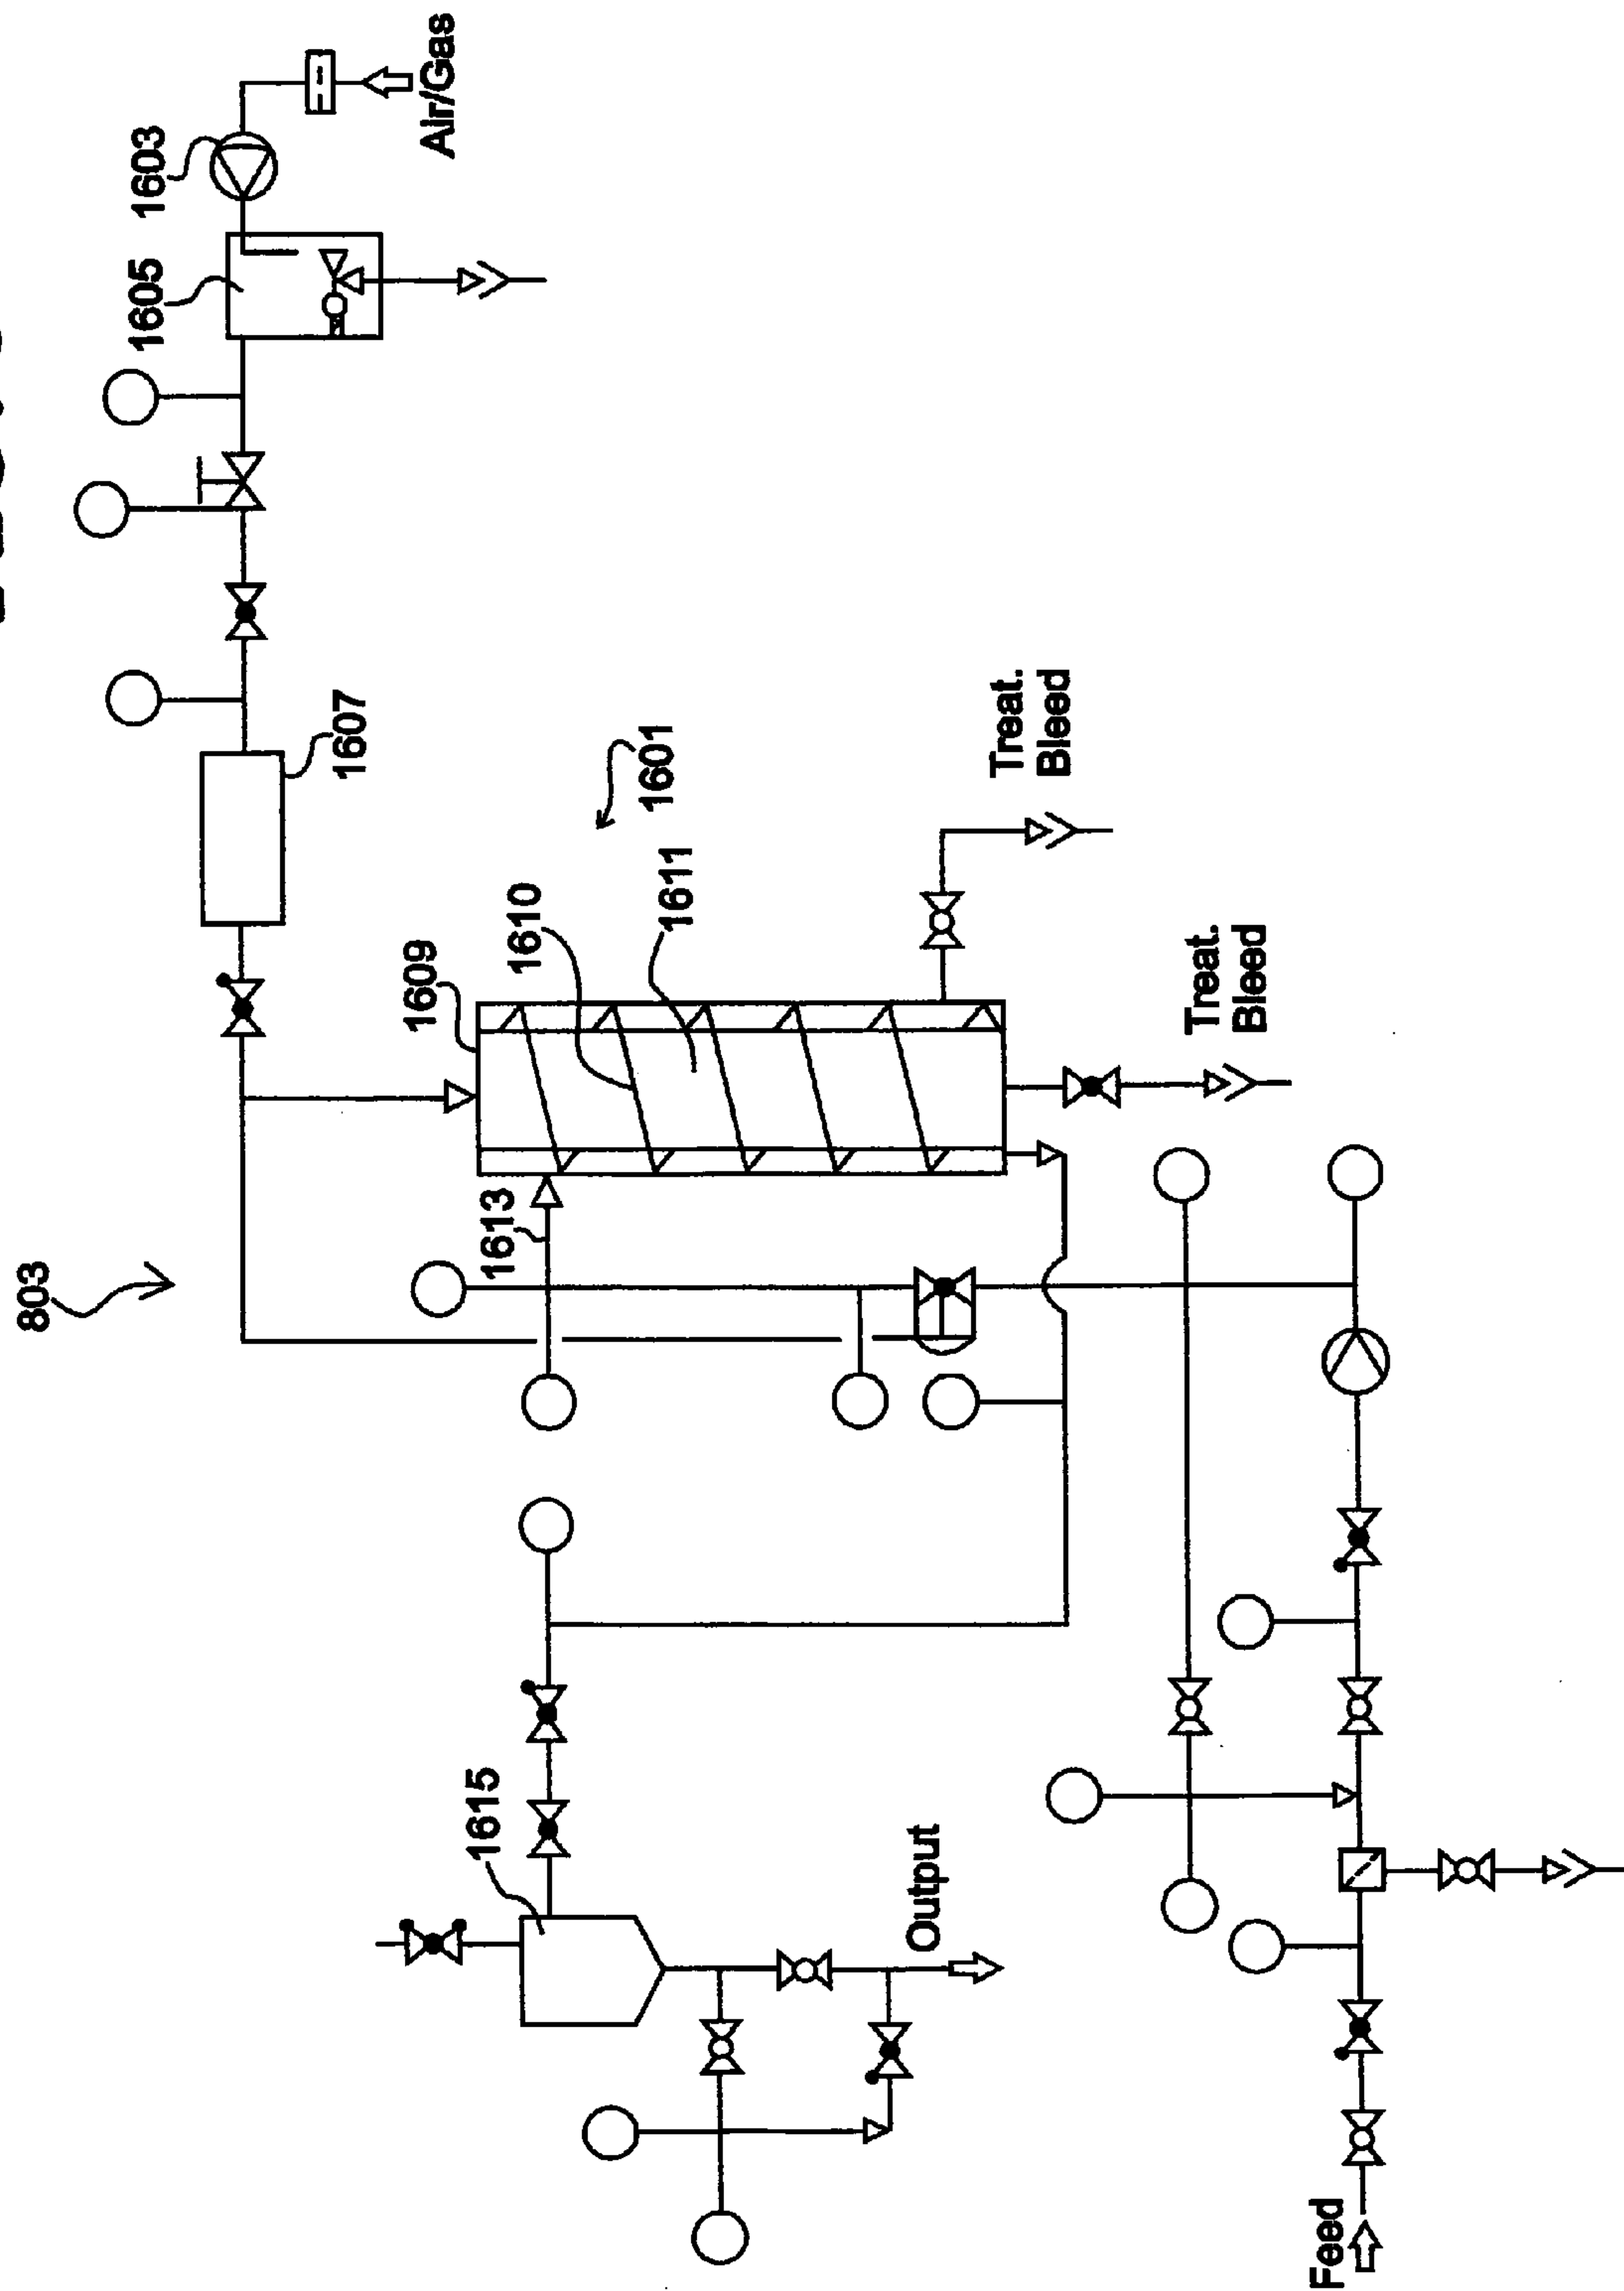 803
1605
1603
1607
1609
Air/Gas
1615
1613
1610
1611
1601
Output
Treat.
Bleed
Treat.
Bleed
Feed